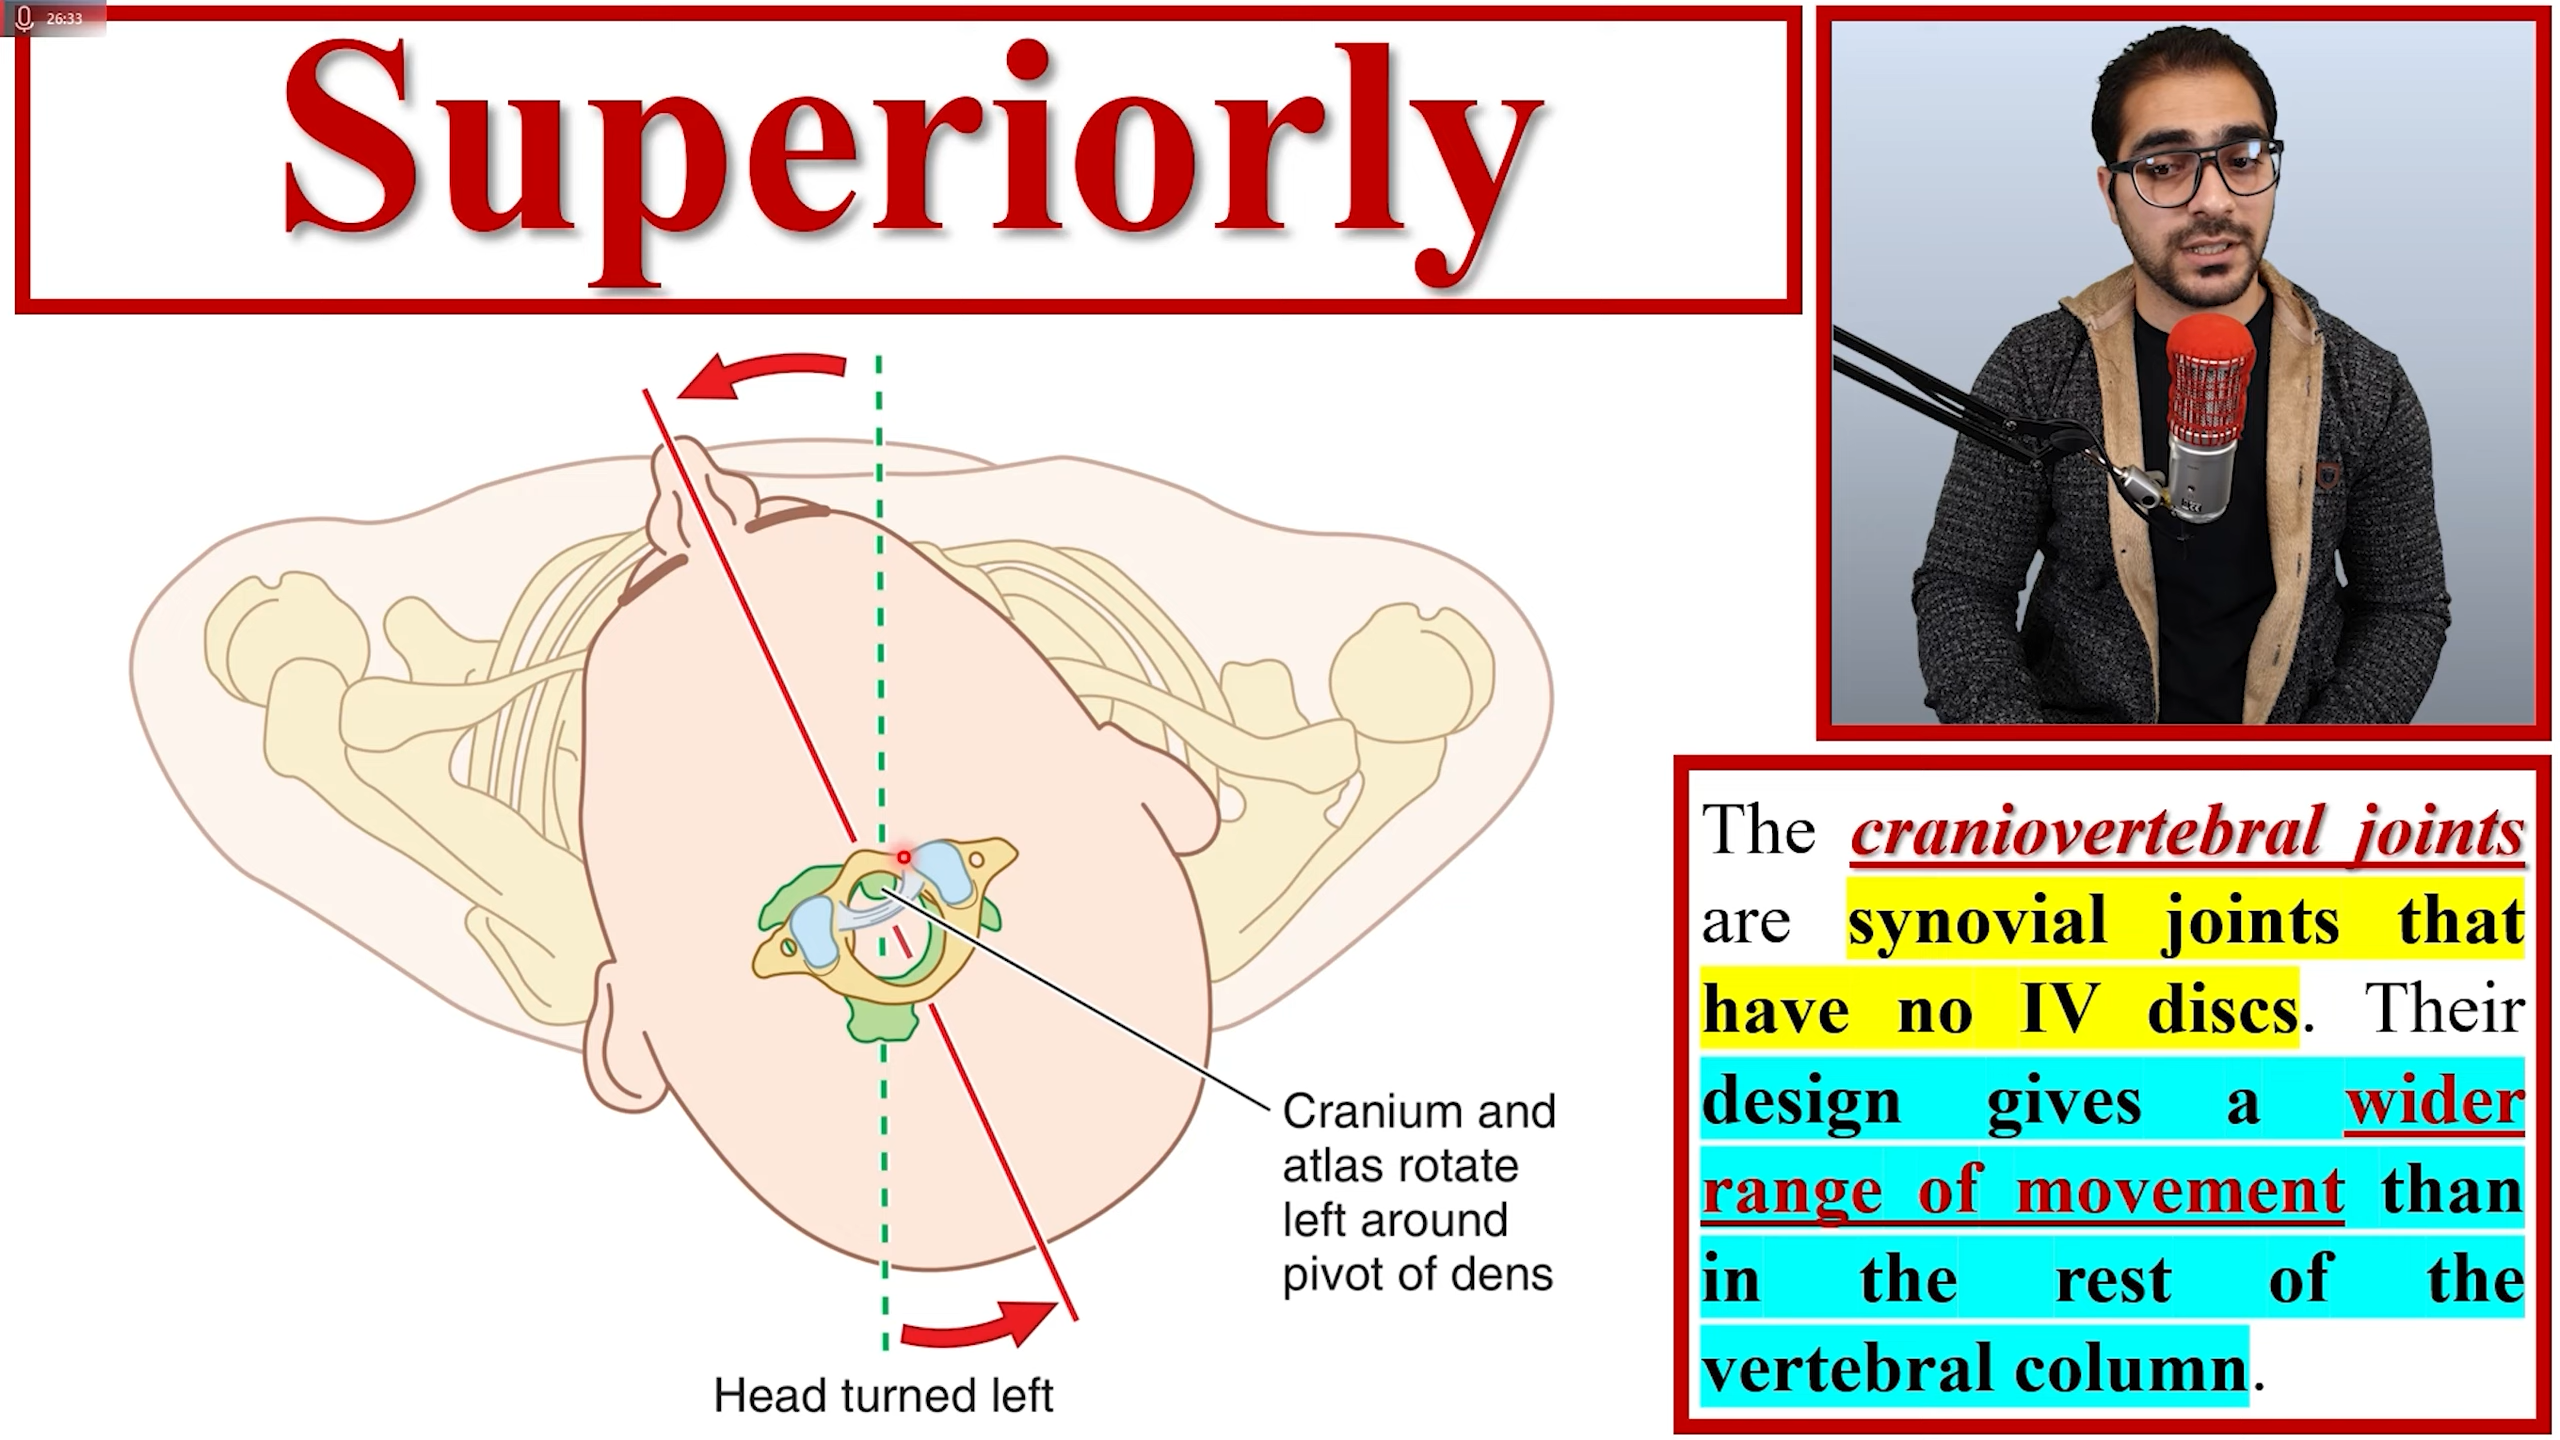 26:33
Superiorly
The craniovertebral joints
are synovial joints that
have no IV discs. Their
design gives a wider
range of movement than
in the rest of the
vertebral column.
Cranium and
atlas rotate
left around
pivot of dens
Head turned left